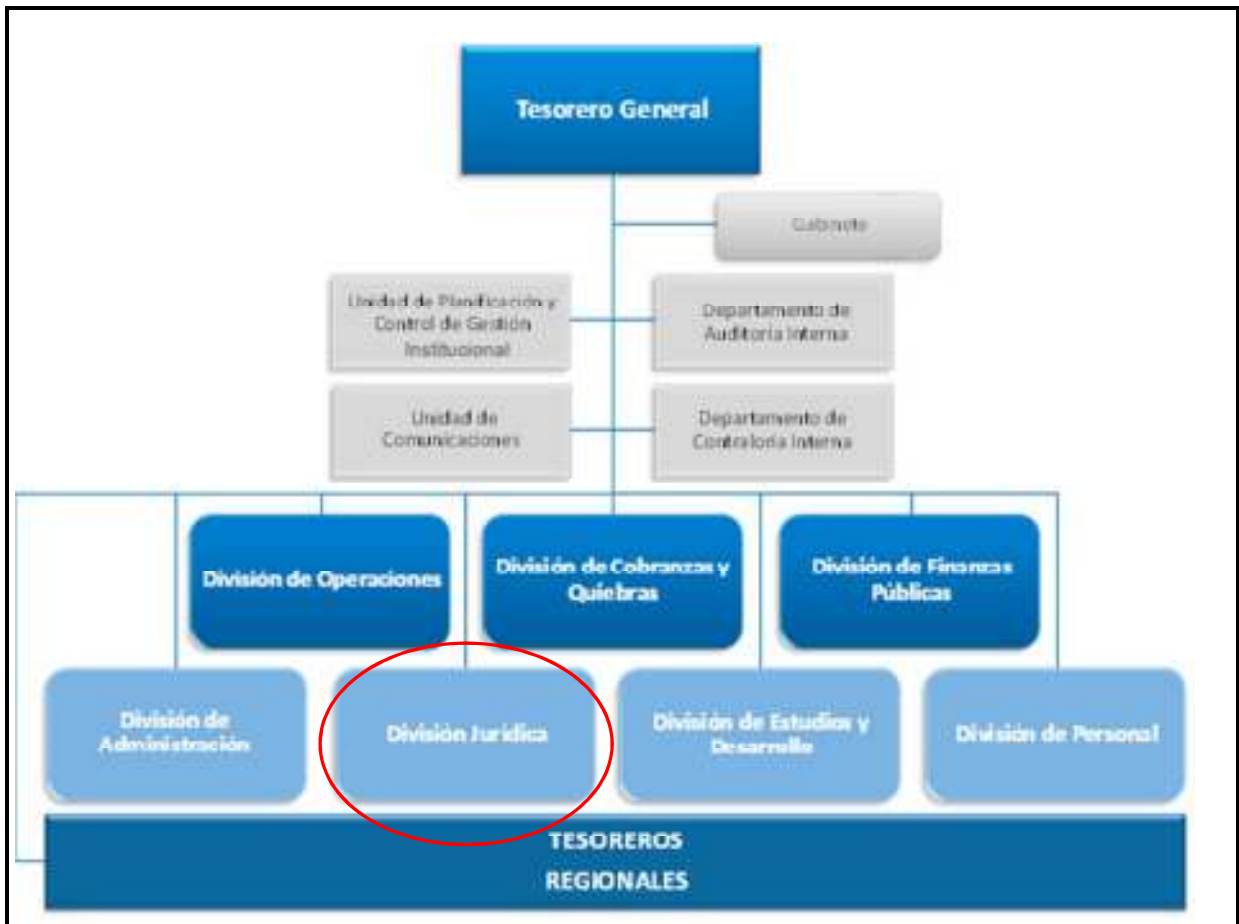 Tesorero General
Gabinete
Unidad de Planificación y
Control de Gestión
Institucional
Departamento de
Auditoría Interna
Unidad de
Comunicaciones
Departamento de
Contraloría Interna
División de Operaciones
División de Cobranzas y
Quiebras
División de Finanzas
Públicas
División de
Administración
División Jurídica
División de Estudios y
Desarrollo
División de Personal
TESOREROS
REGIONALES